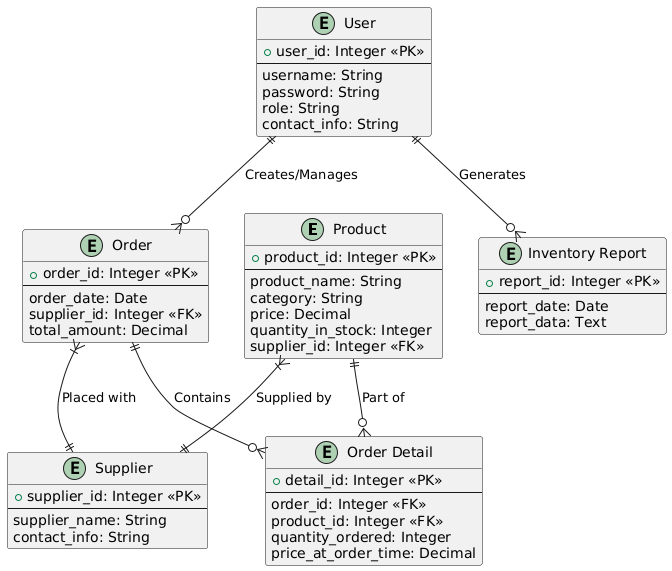 E User
user_id: Integer «PK»
username: String
password: String
role: String
contact_info: String
Creates/Manages
Generates
E Order
order_id: Integer «PK»
order_date: Date
supplier_id: Integer «FK»
total_amount: Decimal
E Product
product_id: Integer «PK»
product_name: String
category: String
price: Decimal
quantity_in_stock: Integer
supplier_id: Integer «FK»
E Inventory Report
report_id: Integer «PK»
report_date: Date
report_data: Text
Placed with
Contains
Supplied by
Part of
E Supplier
supplier_id: Integer «PK»
supplier_name: String
contact_info: String
E Order Detail
detail_id: Integer «PK»
order_id: Integer «FK»
product_id: Integer «FK»
quantity_ordered: Integer
price_at_order_time: Decimal